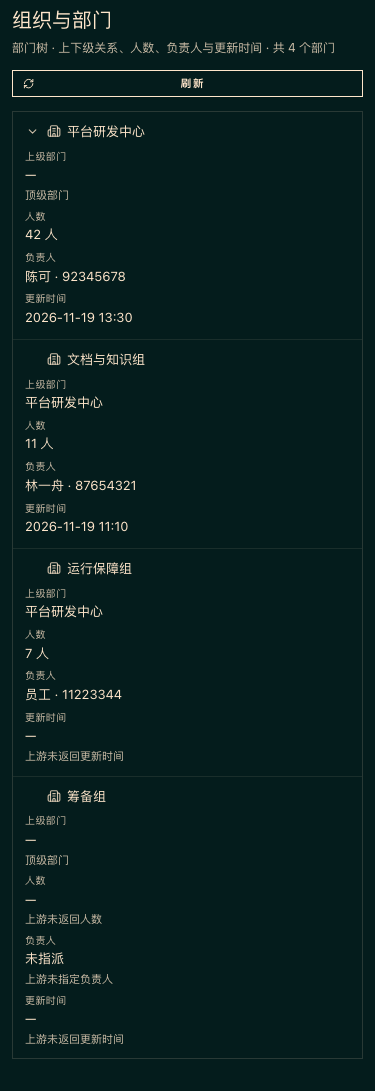 组织与部门
部门树 · 上下级关系、人数、负责人与更新时间 · 共 4 个部门
刷新
平台研发中心
上级部门
—
顶级部门
人数
42 人
负责人
陈可 · 92345678
更新时间
2026-11-19 13:30
文档与知识组
上级部门
平台研发中心
人数
11 人
负责人
林一舟 · 87654321
更新时间
2026-11-19 11:10
运行保障组
上级部门
平台研发中心
人数
7 人
负责人
员工 · 11223344
更新时间
—
上游未返回更新时间
筹备组
上级部门
—
顶级部门
人数
—
上游未返回人数
负责人
未指派
上游未指定负责人
更新时间
—
上游未返回更新时间